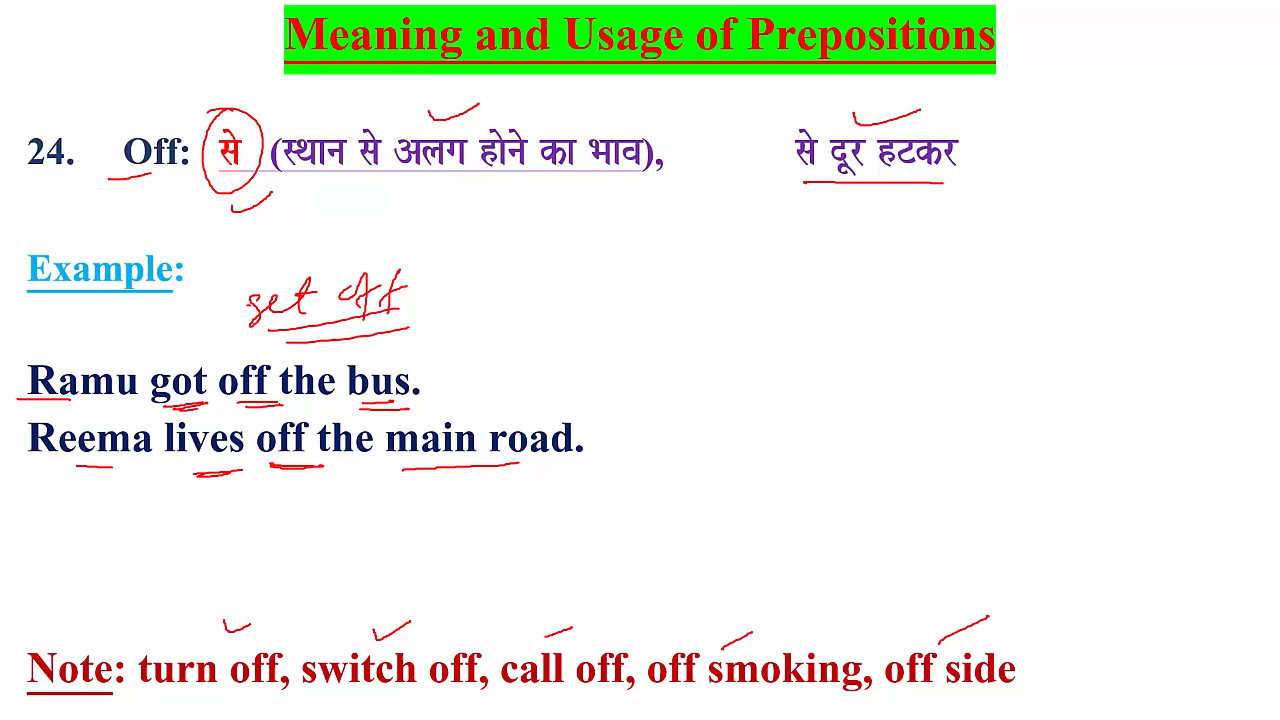 Meaning and Usage of Prepositions
24. Off: से (स्थान से अलग होने का भाव), से दूर हटकर
Example:
get off
Ramu got off the bus.
Reema lives off the main road.
Note: turn off, switch off, call off, off smoking, off side